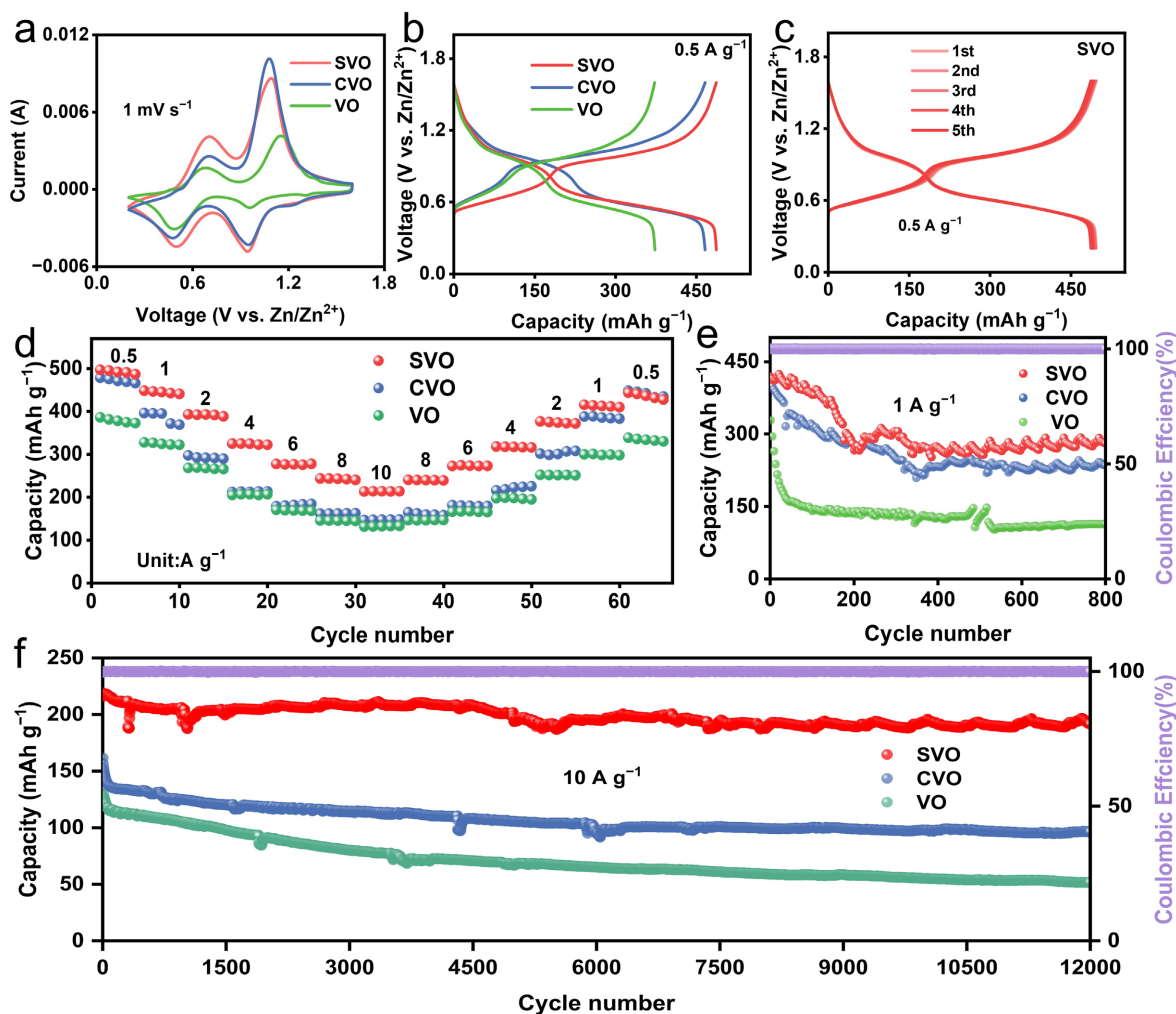 a
0.012
0.006
0.000
−0.006
0.0 0.6 1.2 1.8
Current (A)
Voltage (V vs. Zn/Zn²⁺)
1 mV s⁻¹
SVO
CVO
VO
b
1.8
1.2
0.6
0.0
0 150 300 450
Voltage (V vs. Zn/Zn²⁺)
Capacity (mAh g⁻¹)
0.5 A g⁻¹
SVO
CVO
VO
c
1.8
1.2
0.6
0.0
0 150 300 450
Voltage (V vs. Zn/Zn²⁺)
Capacity (mAh g⁻¹)
1st
2nd
3rd
4th
5th
SVO
0.5 A g⁻¹
d
500
400
300
200
100
0
0 10 20 30 40 50 60
Capacity (mAh g⁻¹)
Cycle number
0.5 1 2 4 6 8 10 8 6 4 2 1 0.5
SVO
CVO
VO
Unit:A g⁻¹
e
450
300
150
0
0 200 400 600 800
100
50
0
Capacity (mAh g⁻¹)
Cycle number
Coulombic Effciency(%)
1 A g⁻¹
SVO
CVO
VO
f
250
200
150
100
50
0
0 1500 3000 4500 6000 7500 9000 10500 12000
100
50
0
Capacity (mAh g⁻¹)
Cycle number
Coulombic Effciency(%)
10 A g⁻¹
SVO
CVO
VO